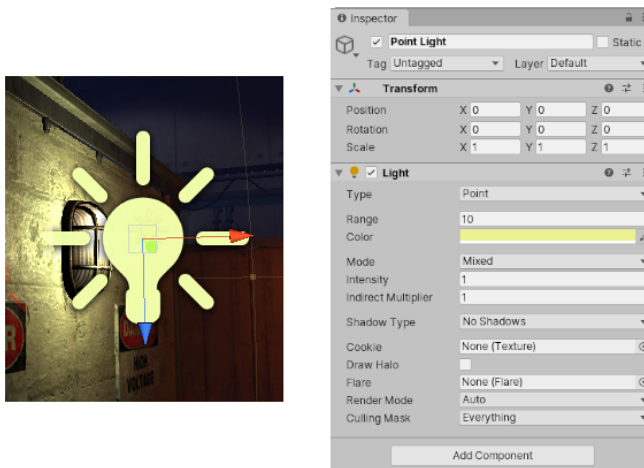 DANGER
HIGH
VOLTAGE
Inspector
Point Light
Static
Tag Untagged Layer Default
Transform
Position X 0 Y 0 Z 0
Rotation X 0 Y 0 Z 0
Scale X 1 Y 1 Z 1
Light
Type Point
Range 10
Color
Mode Mixed
Intensity 1
Indirect Multiplier 1
Shadow Type No Shadows
Cookie None (Texture)
Draw Halo
Flare None (Flare)
Render Mode Auto
Culling Mask Everything
Add Component